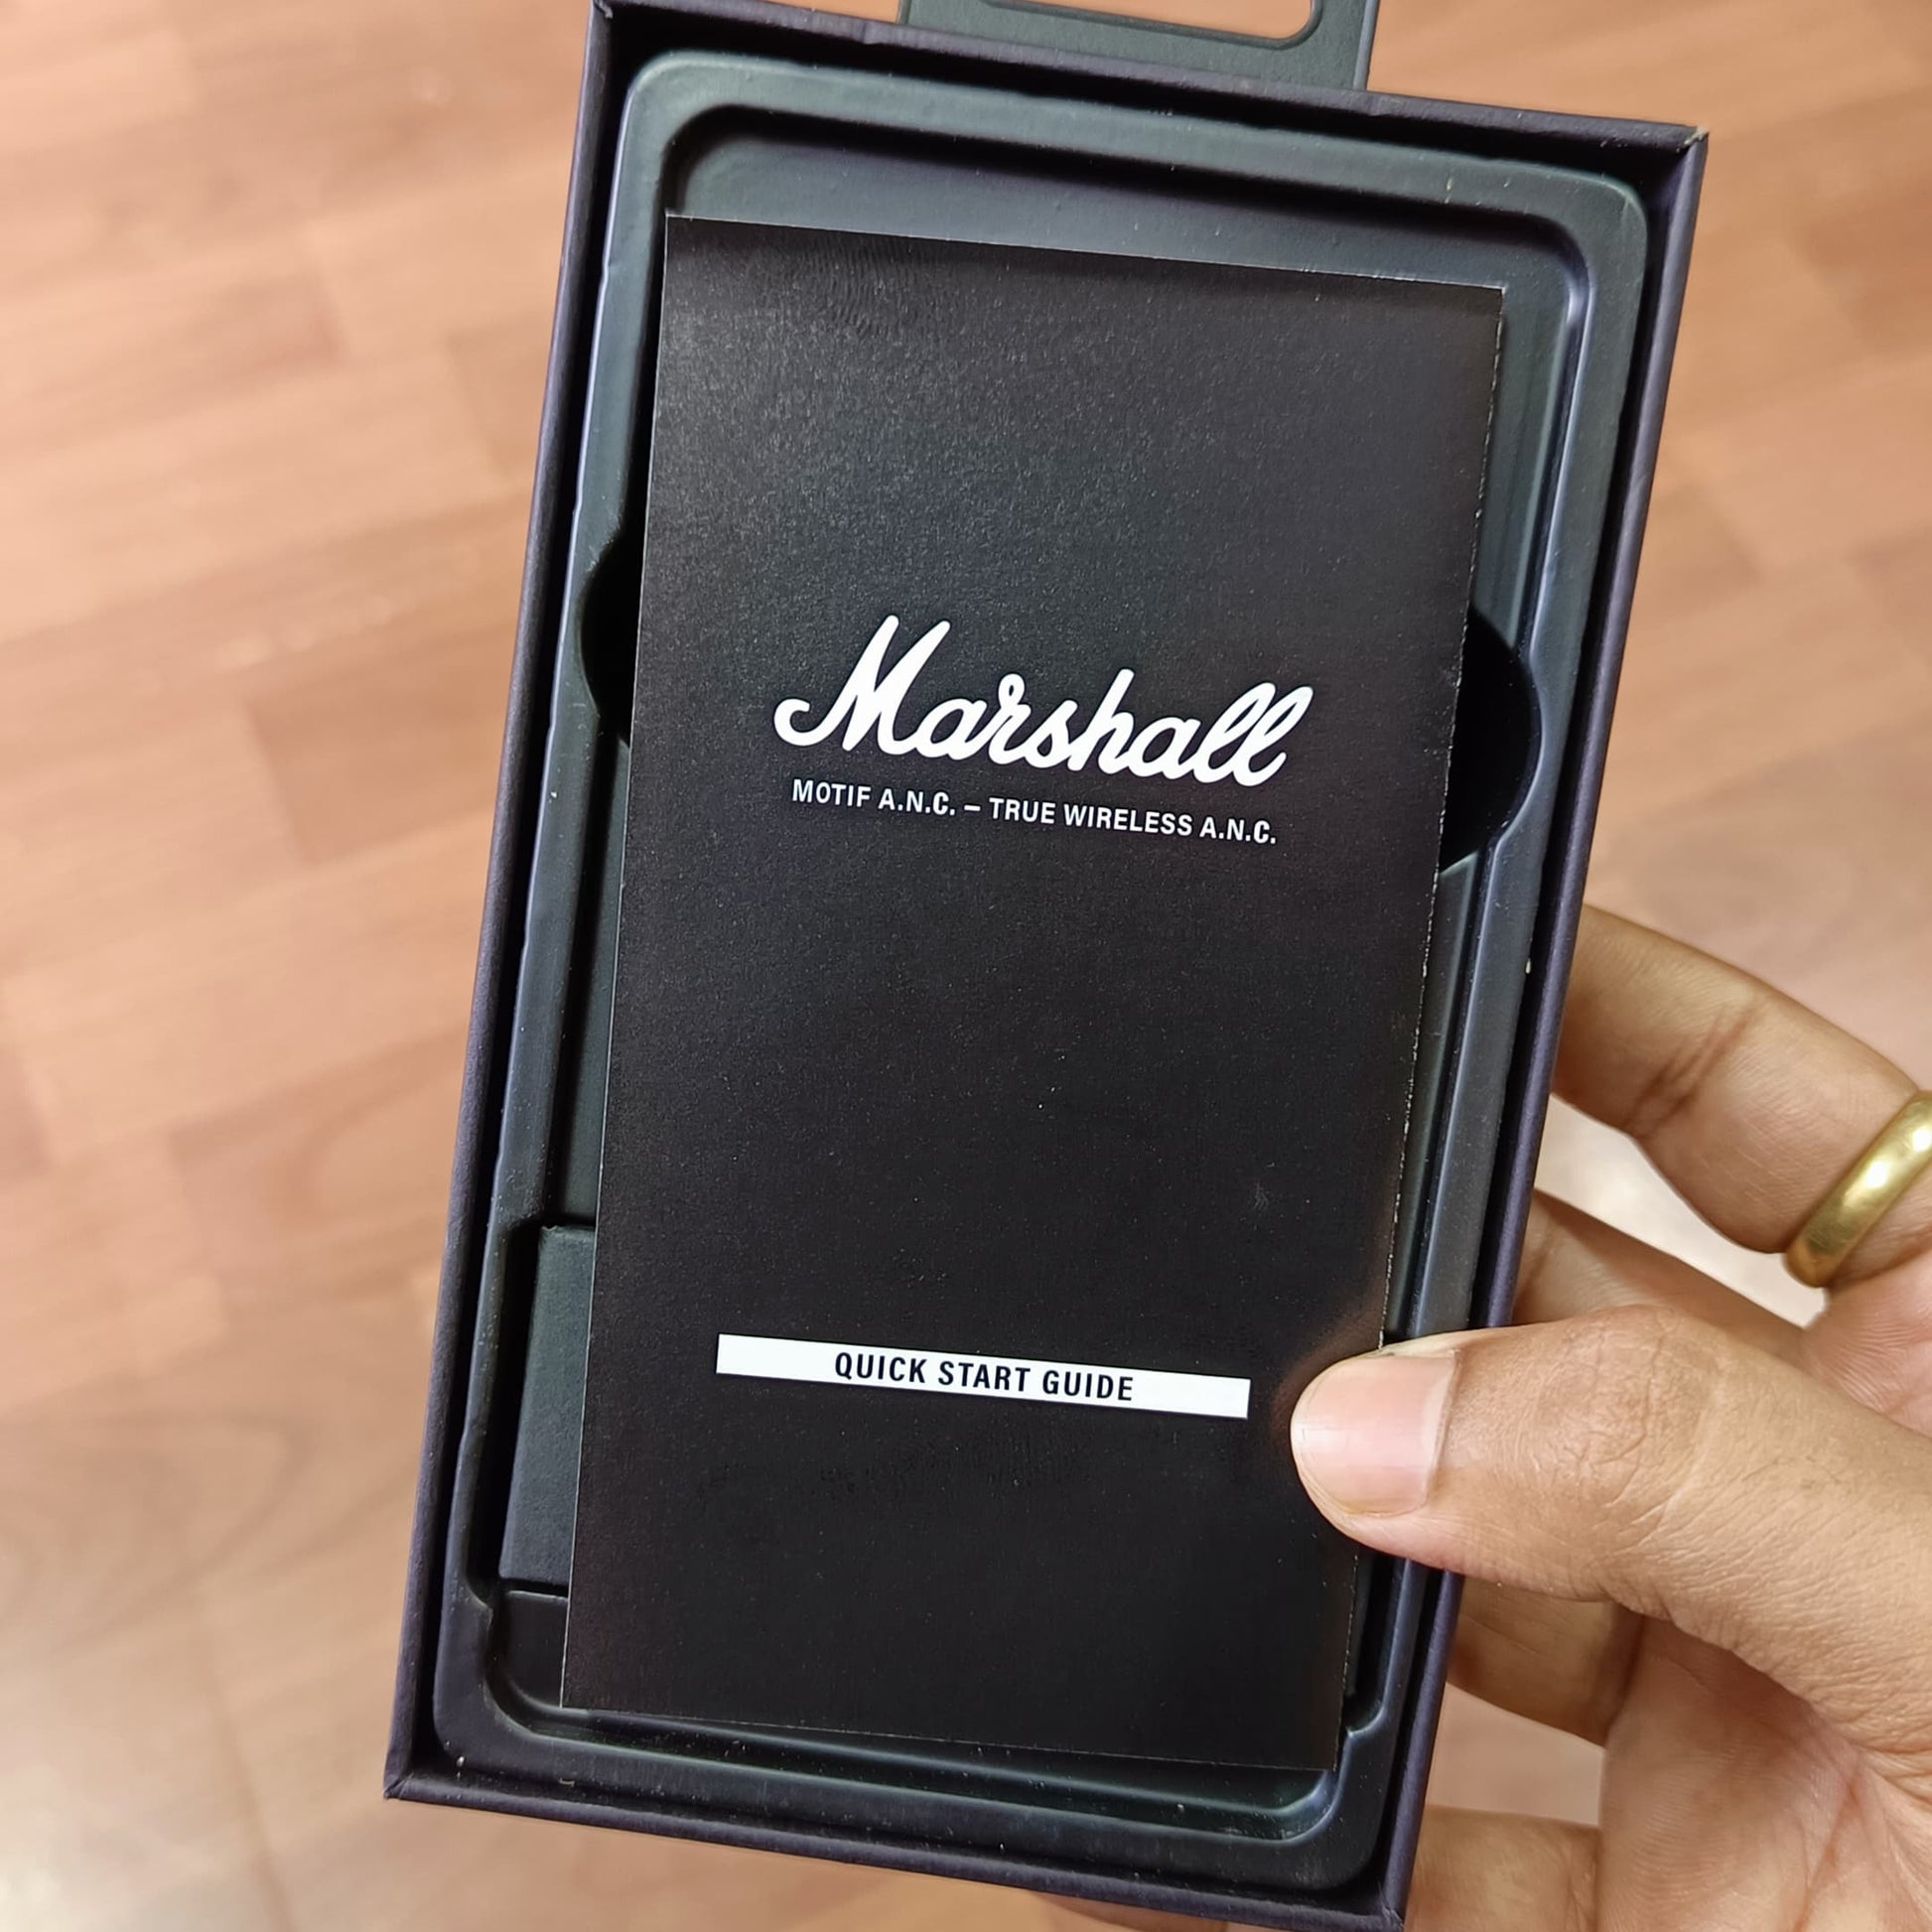 Marshall
MOTIF A.N.C. – TRUE WIRELESS A.N.C.
QUICK START GUIDE